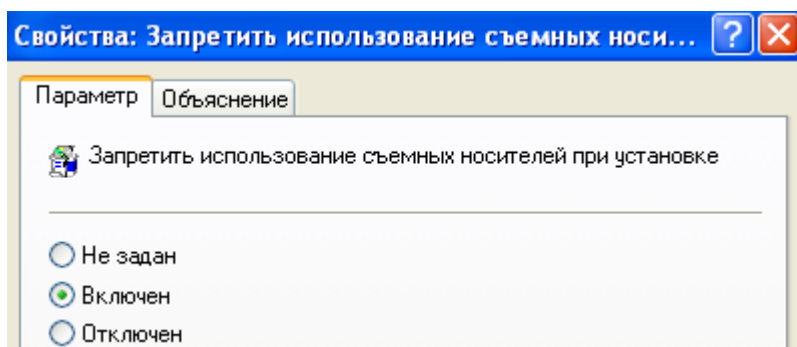 Свойства: Запретить использование съемных носи...
Параметр
Объяснение
Запретить использование съемных носителей при установке
Не задан
Включен
Отключен